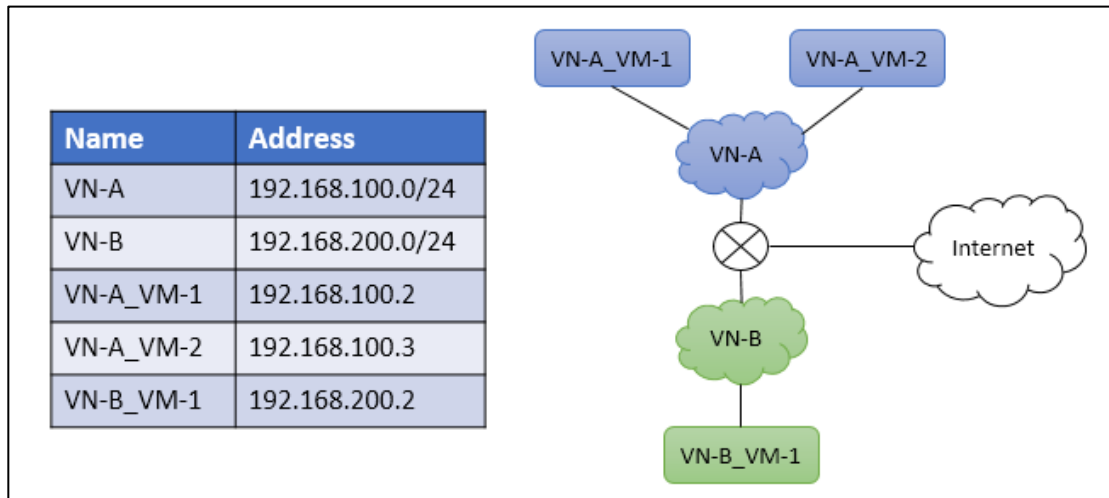 Name Address
VN-A 192.168.100.0/24
VN-B 192.168.200.0/24
VN-A_VM-1 192.168.100.2
VN-A_VM-2 192.168.100.3
VN-B_VM-1 192.168.200.2
VN-A_VM-1
VN-A_VM-2
VN-A
Internet
VN-B
VN-B_VM-1